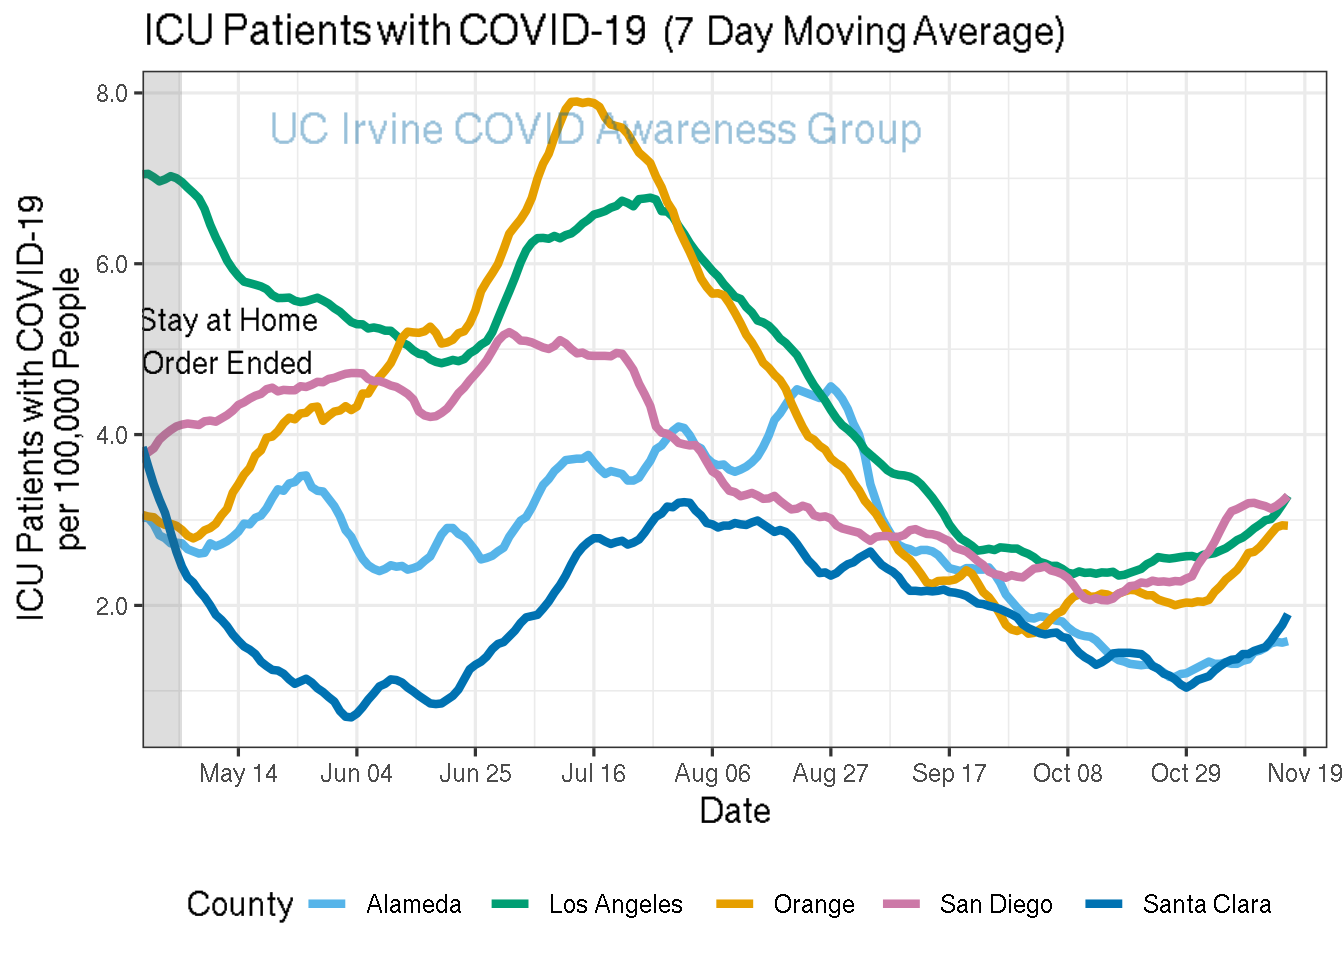 ICU Patients with COVID-19 (7 Day Moving Average)
UC Irvine COVID Awareness Group
8.0
6.0
4.0
2.0
ICU Patients with COVID-19
per 100,000 People
Stay at Home
Order Ended
May 14 Jun 04 Jun 25 Jul 16 Aug 06 Aug 27 Sep 17 Oct 08 Oct 29 Nov 19
Date
County Alameda Los Angeles Orange San Diego Santa Clara